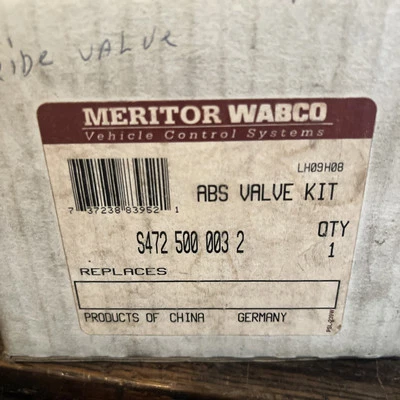 VALVE
MERITOR WABCO
Vehicle Control Systems
LH09H08
ABS VALVE KIT
7 37238 83952 1
S472 500 003 2
QTY
1
REPLACES
PRODUCTS OF CHINA GERMANY